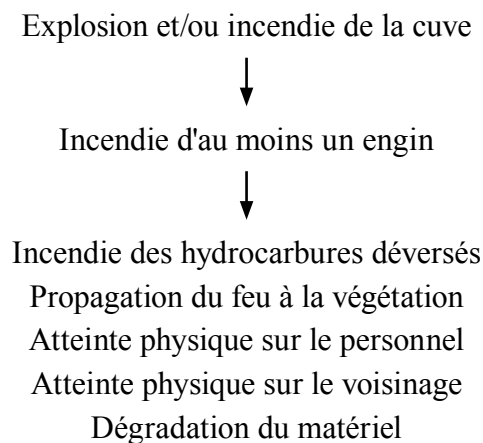 Explosion et/ou incendie de la cuve
Incendie d'au moins un engin
Incendie des hydrocarbures déversés
Propagation du feu à la végétation
Atteinte physique sur le personnel
Atteinte physique sur le voisinage
Dégradation du matériel